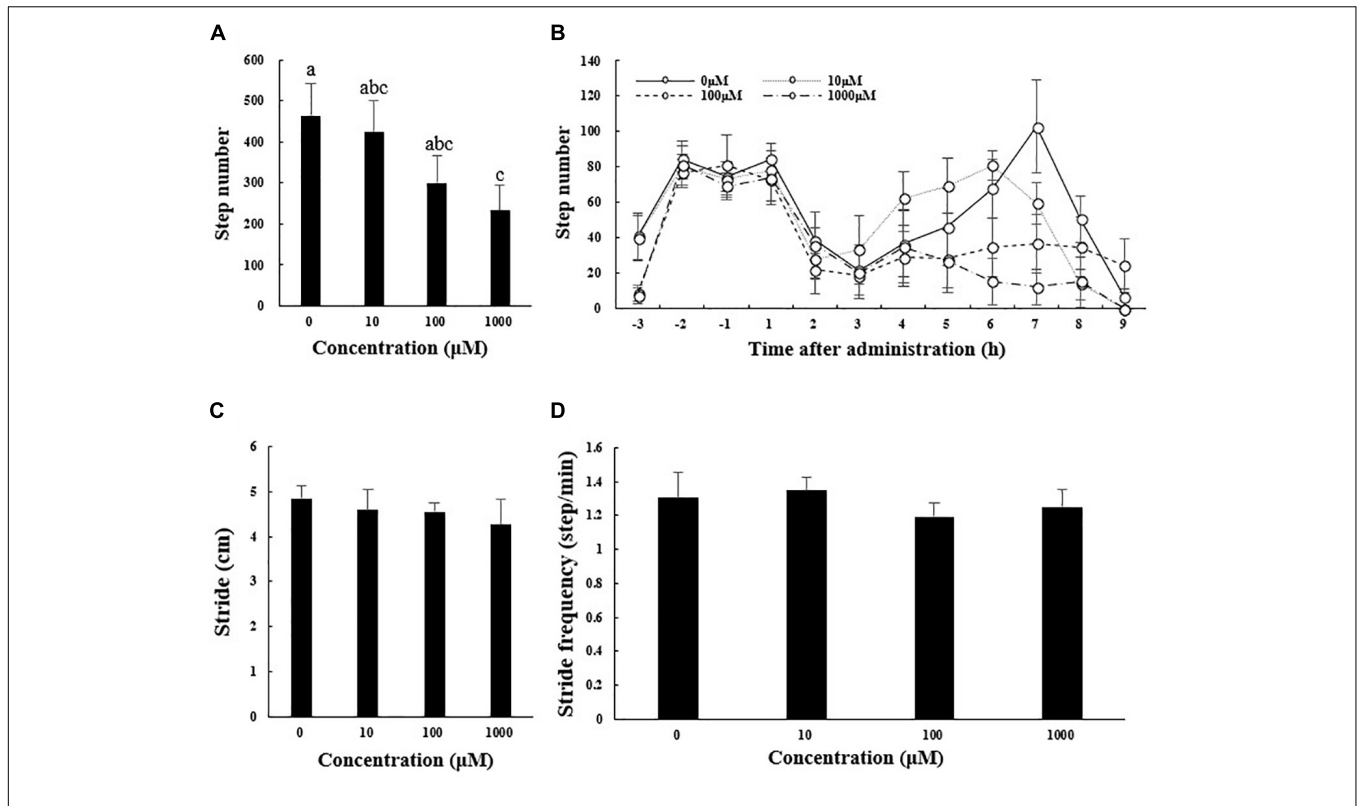 A
600
500
400
300
200
100
0
Step number
a
abc
abc
c
0 10 100 1000
Concentration (µM)
B
140
120
100
80
60
40
20
0
Step number
0µM 10µM
100µM 1000µM
-3 -2 -1 1 2 3 4 5 6 7 8 9
Time after administration (h)
C
6
5
4
3
2
1
0
Stride (cm)
0 10 100 1000
Concentration (µM)
D
1.6
1.4
1.2
1
0.8
0.6
0.4
0.2
0
Stride frequency (step/min)
0 10 100 1000
Concentration (µM)